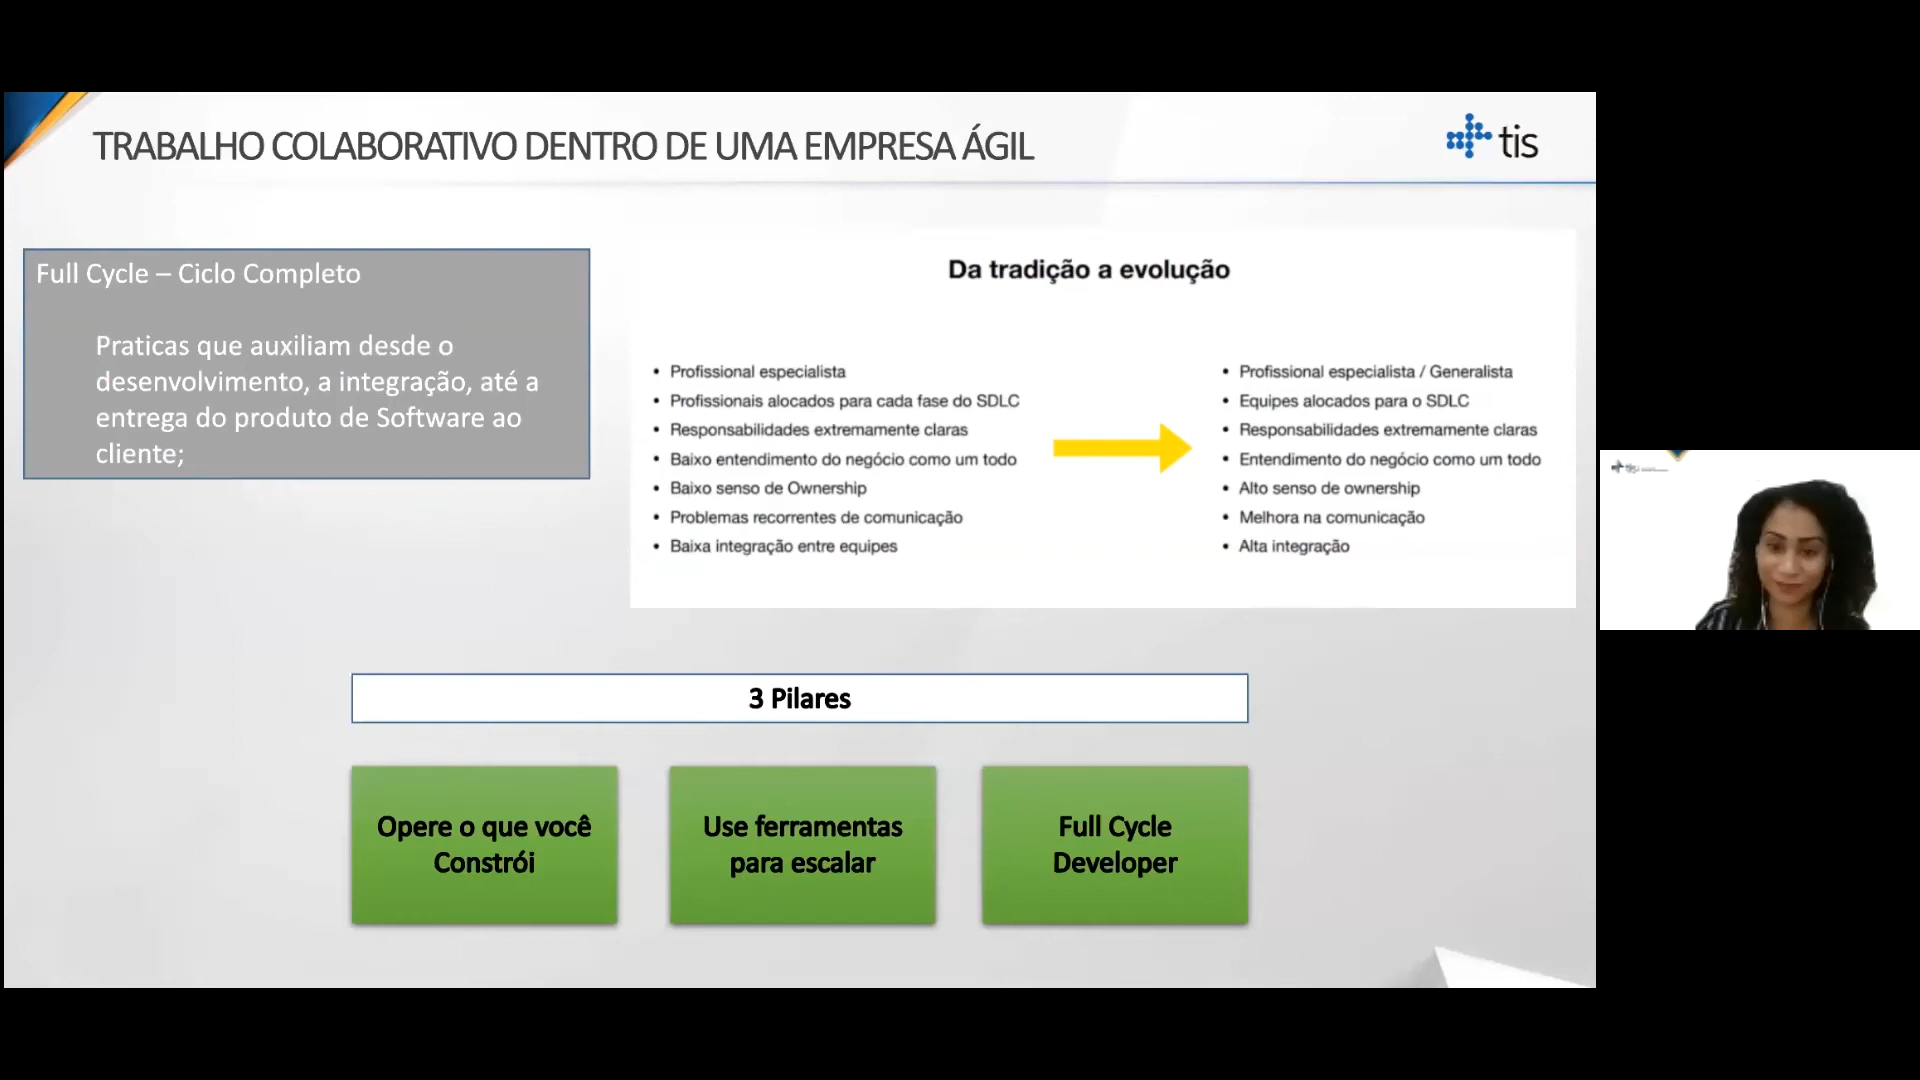 TRABALHO COLABORATIVO DENTRO DE UMA EMPRESA ÁGIL
tis
Full Cycle – Ciclo Completo
Praticas que auxiliam desde o
desenvolvimento, a integração, até a
entrega do produto de Software ao
cliente;
Da tradição a evolução
• Profissional especialista
• Profissionais alocados para cada fase do SDLC
• Responsabilidades extremamente claras
• Baixo entendimento do negócio como um todo
• Baixo senso de Ownership
• Problemas recorrentes de comunicação
• Baixa integração entre equipes
• Profissional especialista / Generalista
• Equipes alocados para o SDLC
• Responsabilidades extremamente claras
• Entendimento do negócio como um todo
• Alto senso de ownership
• Melhora na comunicação
• Alta integração
3 Pilares
Opere o que você
Constrói
Use ferramentas
para escalar
Full Cycle
Developer
tis